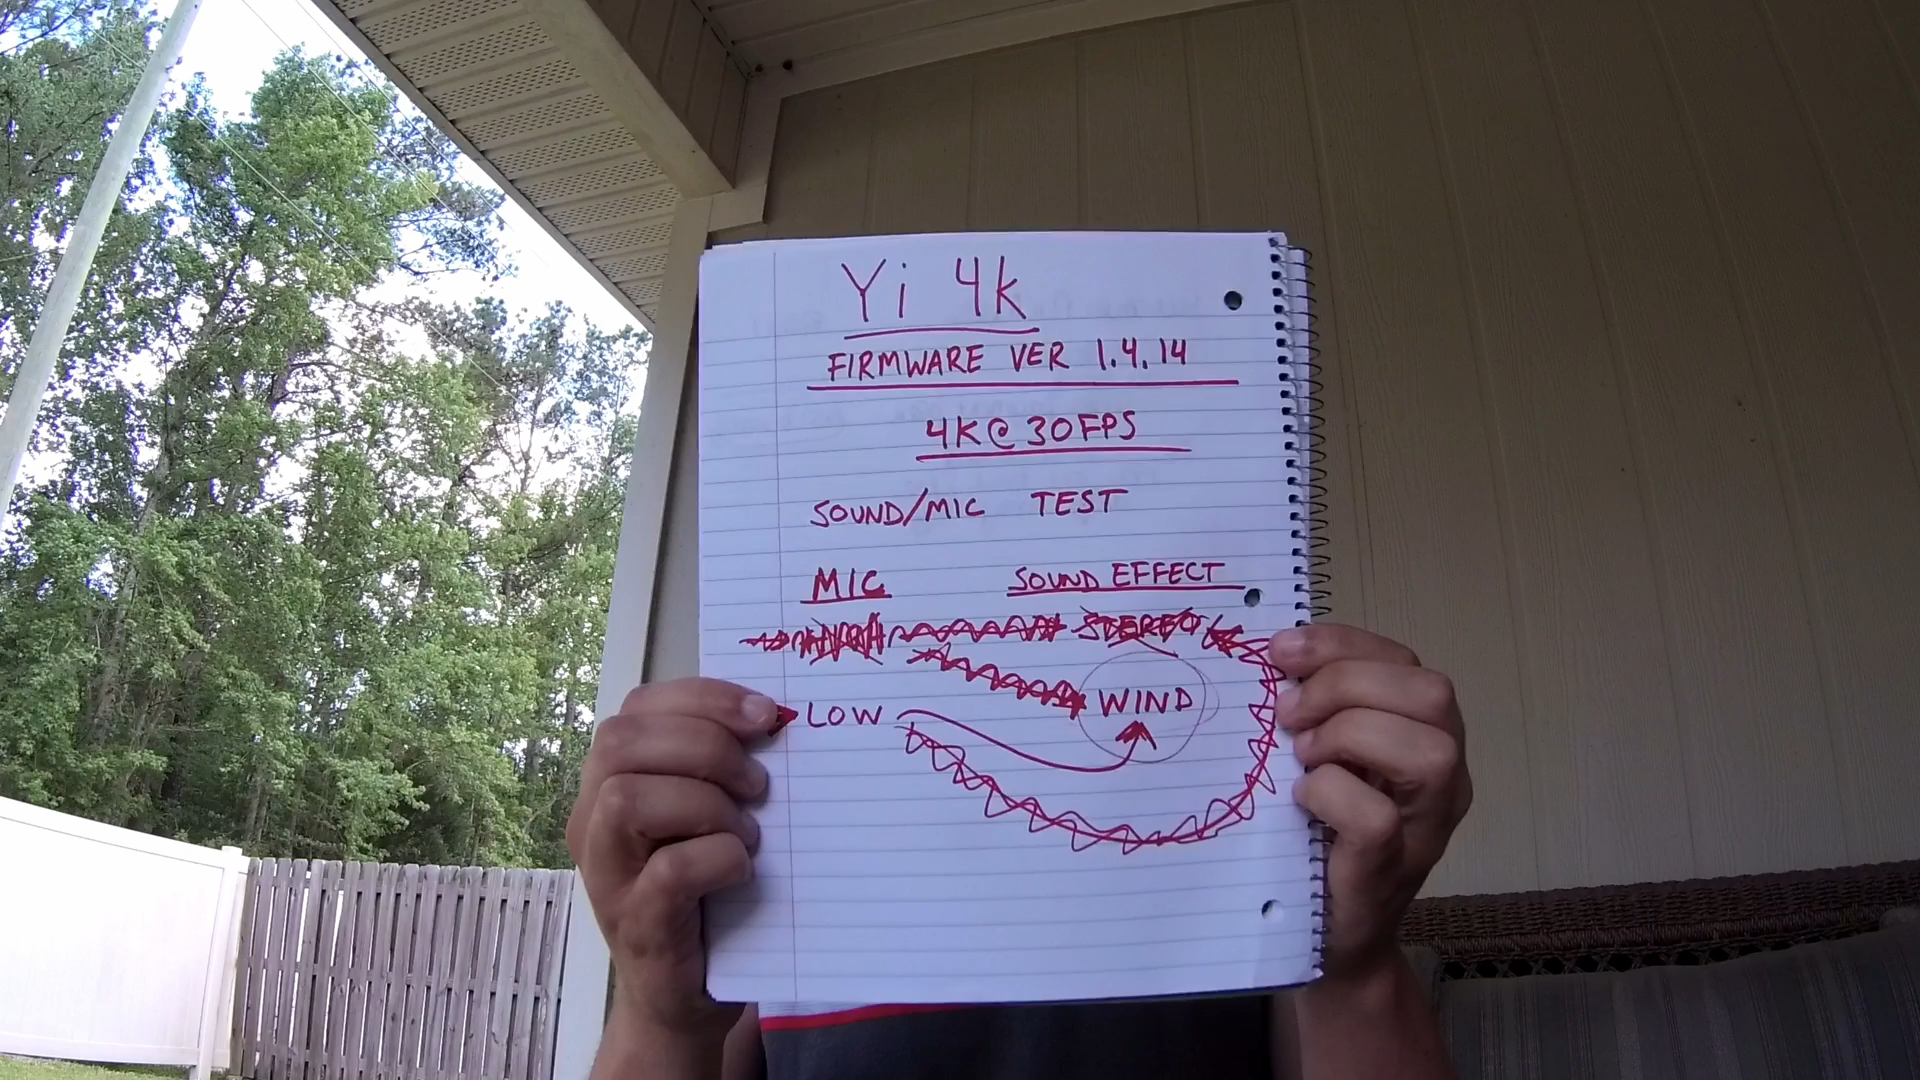 Yi 4K
FIRMWARE VER 1.4.14
4K@30FPS
SOUND/MIC TEST
MIC SOUND EFFECT
STEREO
WIND
LOW